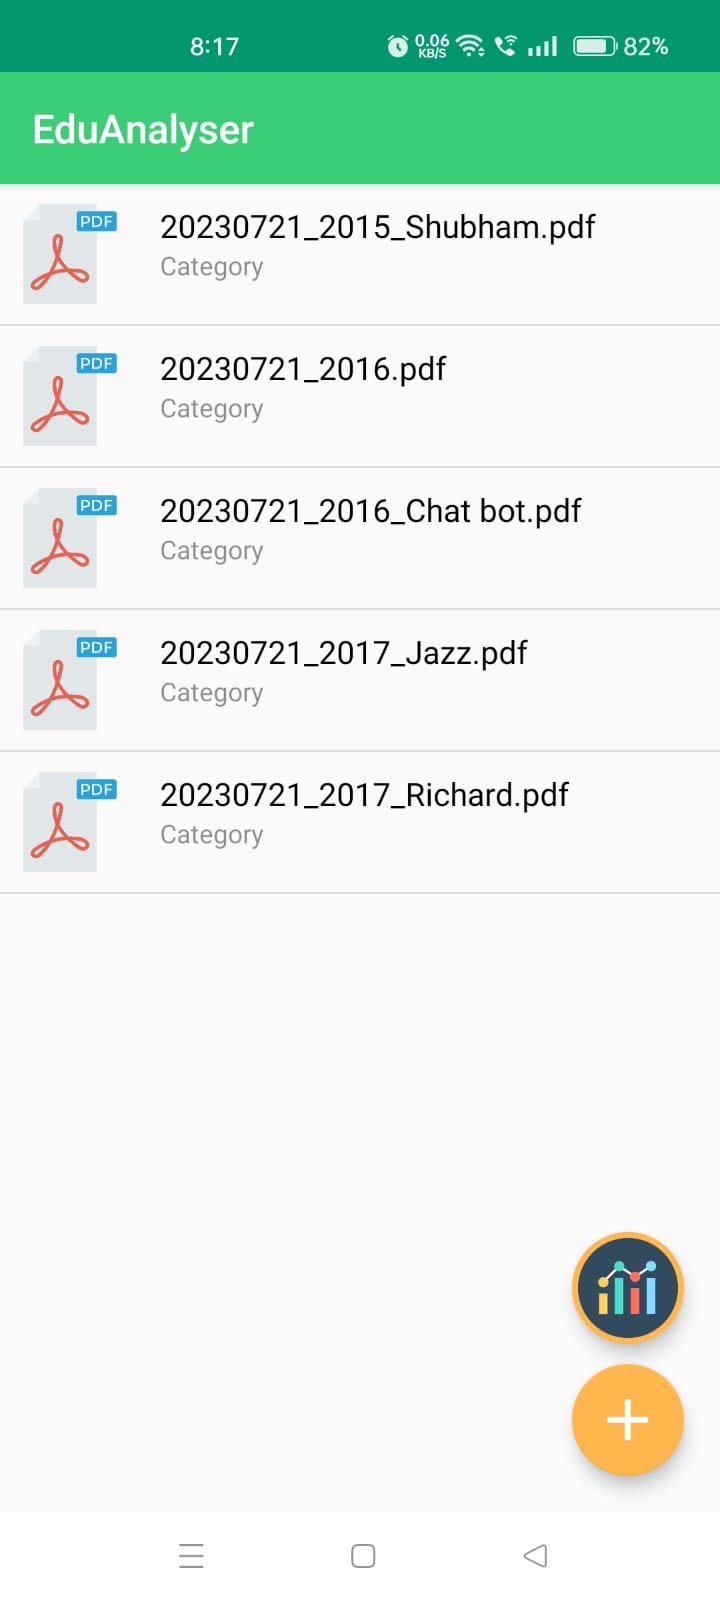 8:17
0.06
KB/S
82%
EduAnalyser
PDF
20230721_2015_Shubham.pdf
Category
PDF
20230721_2016.pdf
Category
PDF
20230721_2016_Chat bot.pdf
Category
PDF
20230721_2017_Jazz.pdf
Category
PDF
20230721_2017_Richard.pdf
Category